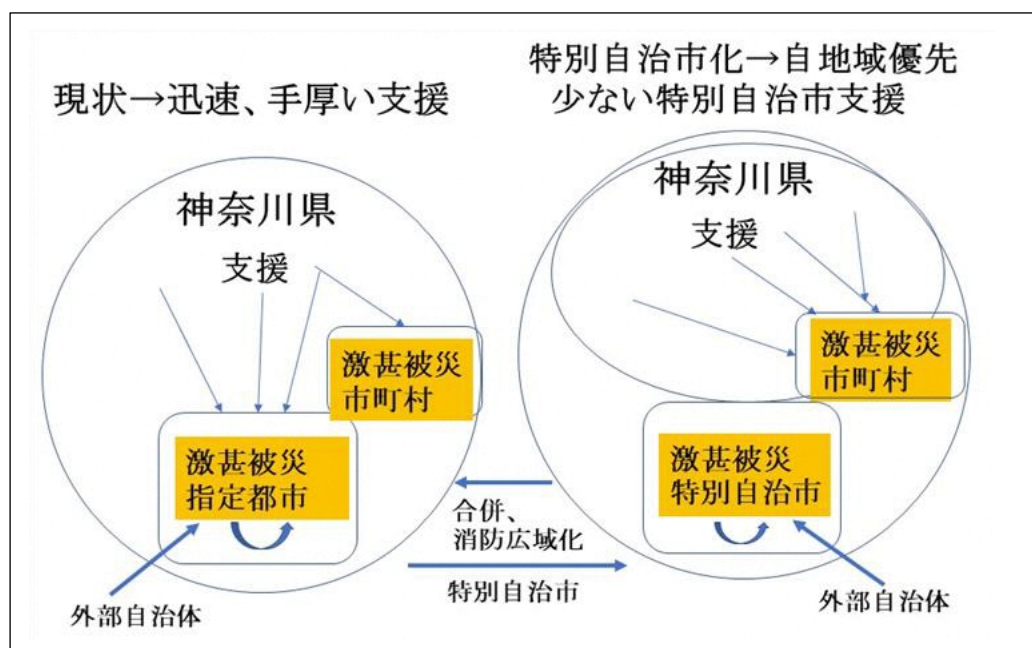 現状→迅速、手厚い支援
神奈川県
支援
激甚被災
市町村
激甚被災
指定都市
外部自治体
合併、
消防広域化
特別自治市
特別自治市化→自地域優先
少ない特別自治市支援
神奈川県
支援
激甚被災
市町村
激甚被災
特別自治市
外部自治体